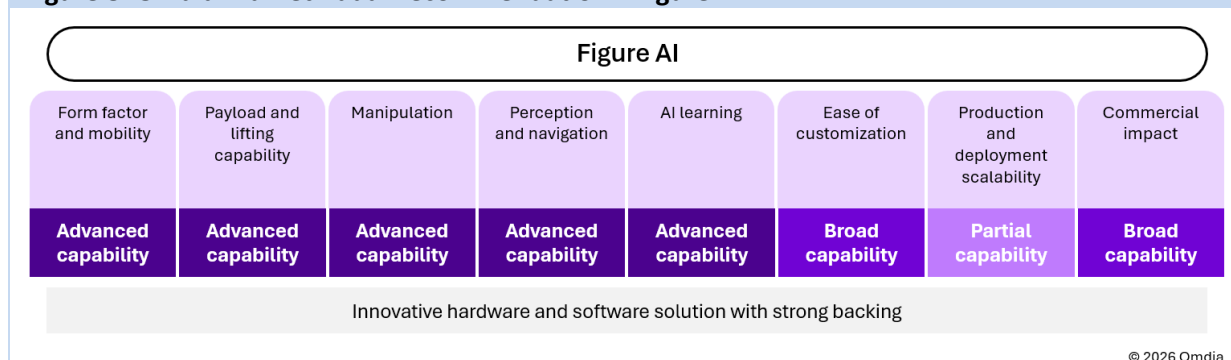 Figure AI
Form factor
and mobility
Payload and
lifting
capability
Manipulation
Perception
and navigation
AI learning
Ease of
customization
Production
and
deployment
scalability
Commercial
impact
Advanced
capability
Advanced
capability
Advanced
capability
Advanced
capability
Advanced
capability
Broad
capability
Partial
capability
Broad
capability
Innovative hardware and software solution with strong backing
© 2026 Omdia